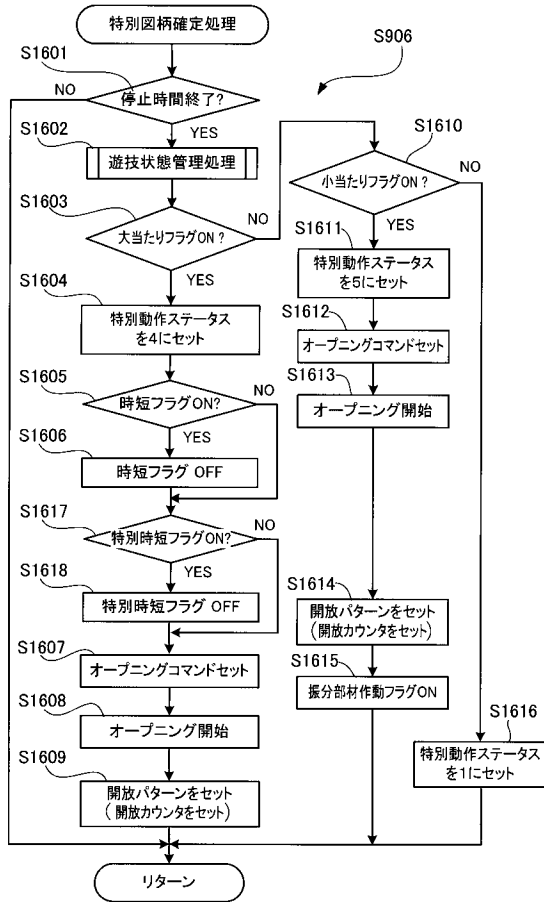 特別図柄確定処理
S906
S1601
停止時間終了?
NO
YES
S1602
遊技状態管理処理
S1603
大当たりフラグON?
NO
YES
S1604
特別動作ステータス
を4にセット
S1605
時短フラグON?
NO
YES
S1606
時短フラグ OFF
S1617
特別時短フラグON?
NO
YES
S1618
特別時短フラグ OFF
S1607
オープニングコマンドセット
S1608
オープニング開始
S1609
開放パターンをセット
(開放カウンタをセット)
リターン
S1610
小当たりフラグON?
NO
YES
S1611
特別動作ステータス
を5にセット
S1612
オープニングコマンドセット
S1613
オープニング開始
S1614
開放パターンをセット
(開放カウンタをセット)
S1615
振分部材作動フラグON
S1616
特別動作ステータス
を1にセット